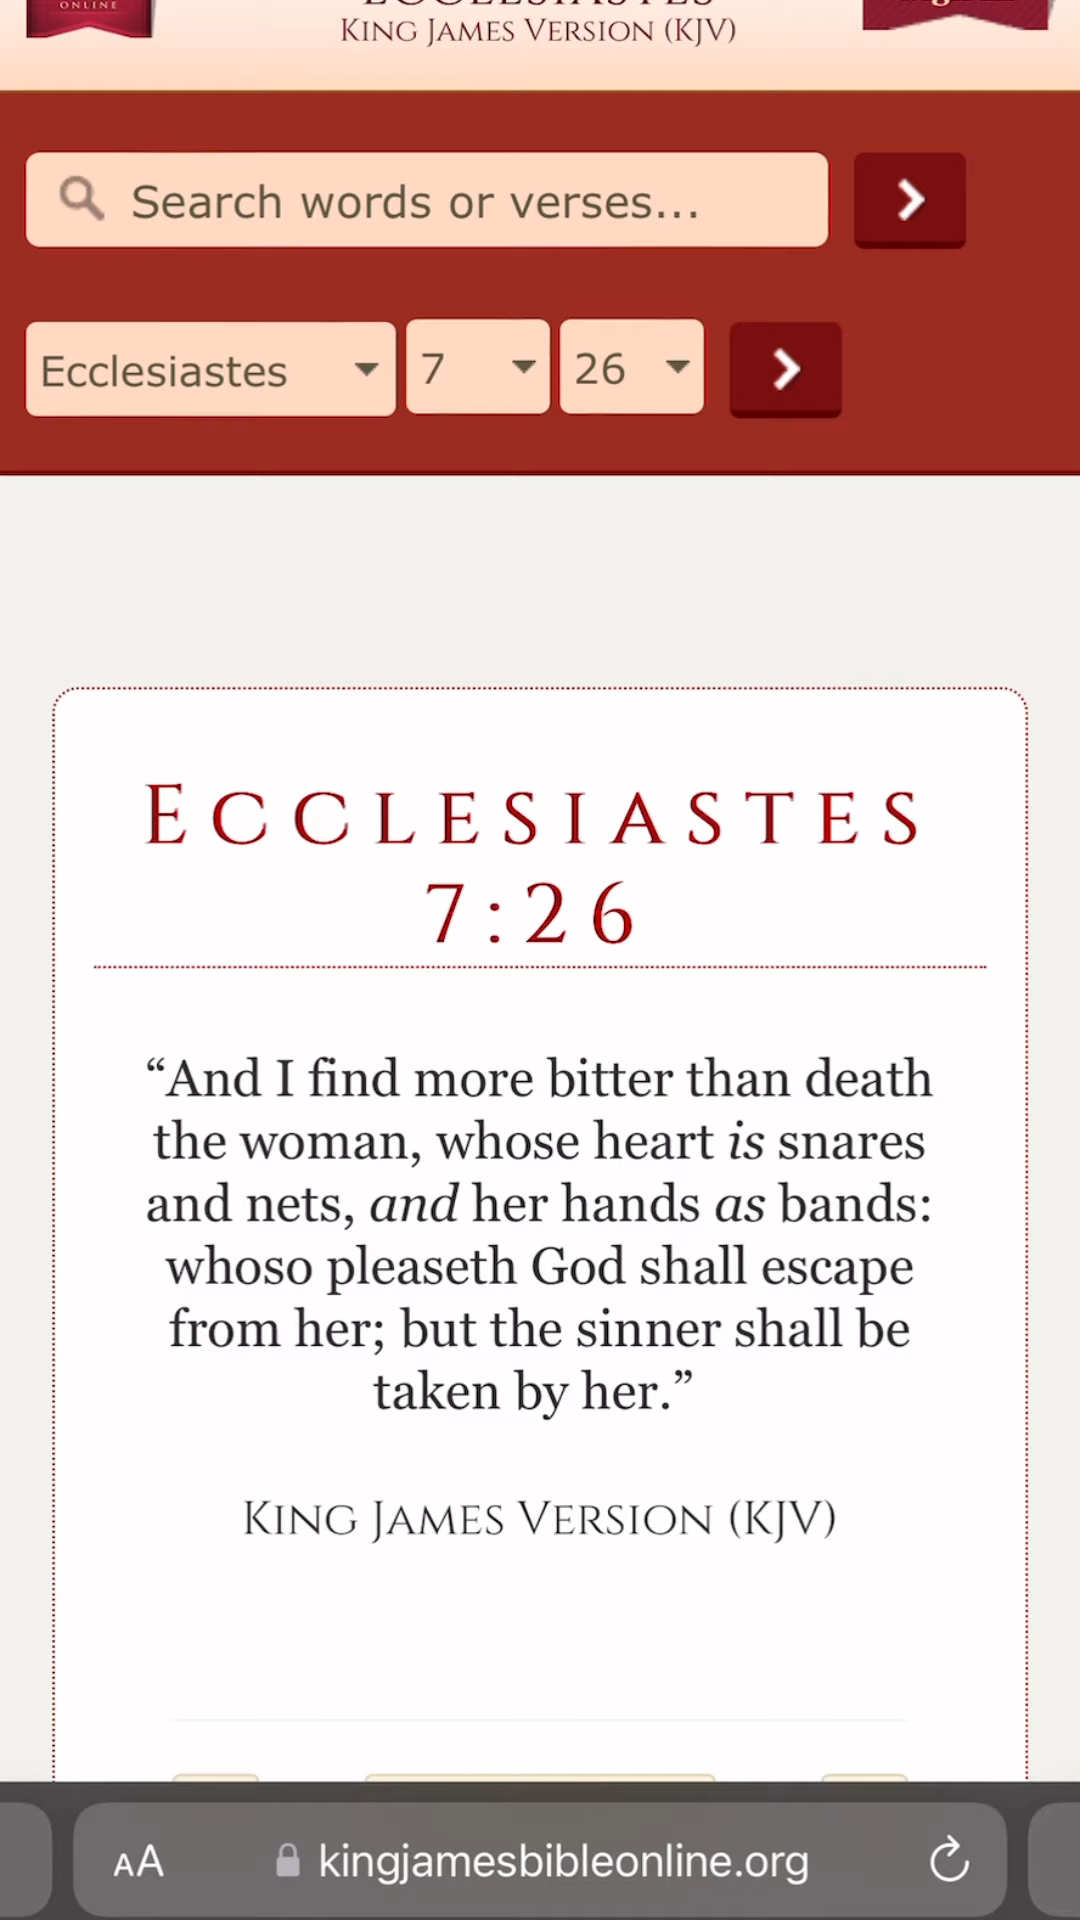 ONLINE
ECCLESIASTES
KING JAMES VERSION (KJV)
Search words or verses...
Ecclesiastes 7 26
ECCLESIASTES
7:26
“And I find more bitter than death
the woman, whose heart is snares
and nets, and her hands as bands:
whoso pleaseth God shall escape
from her; but the sinner shall be
taken by her.”
KING JAMES VERSION (KJV)
AA kingjamesbibleonline.org